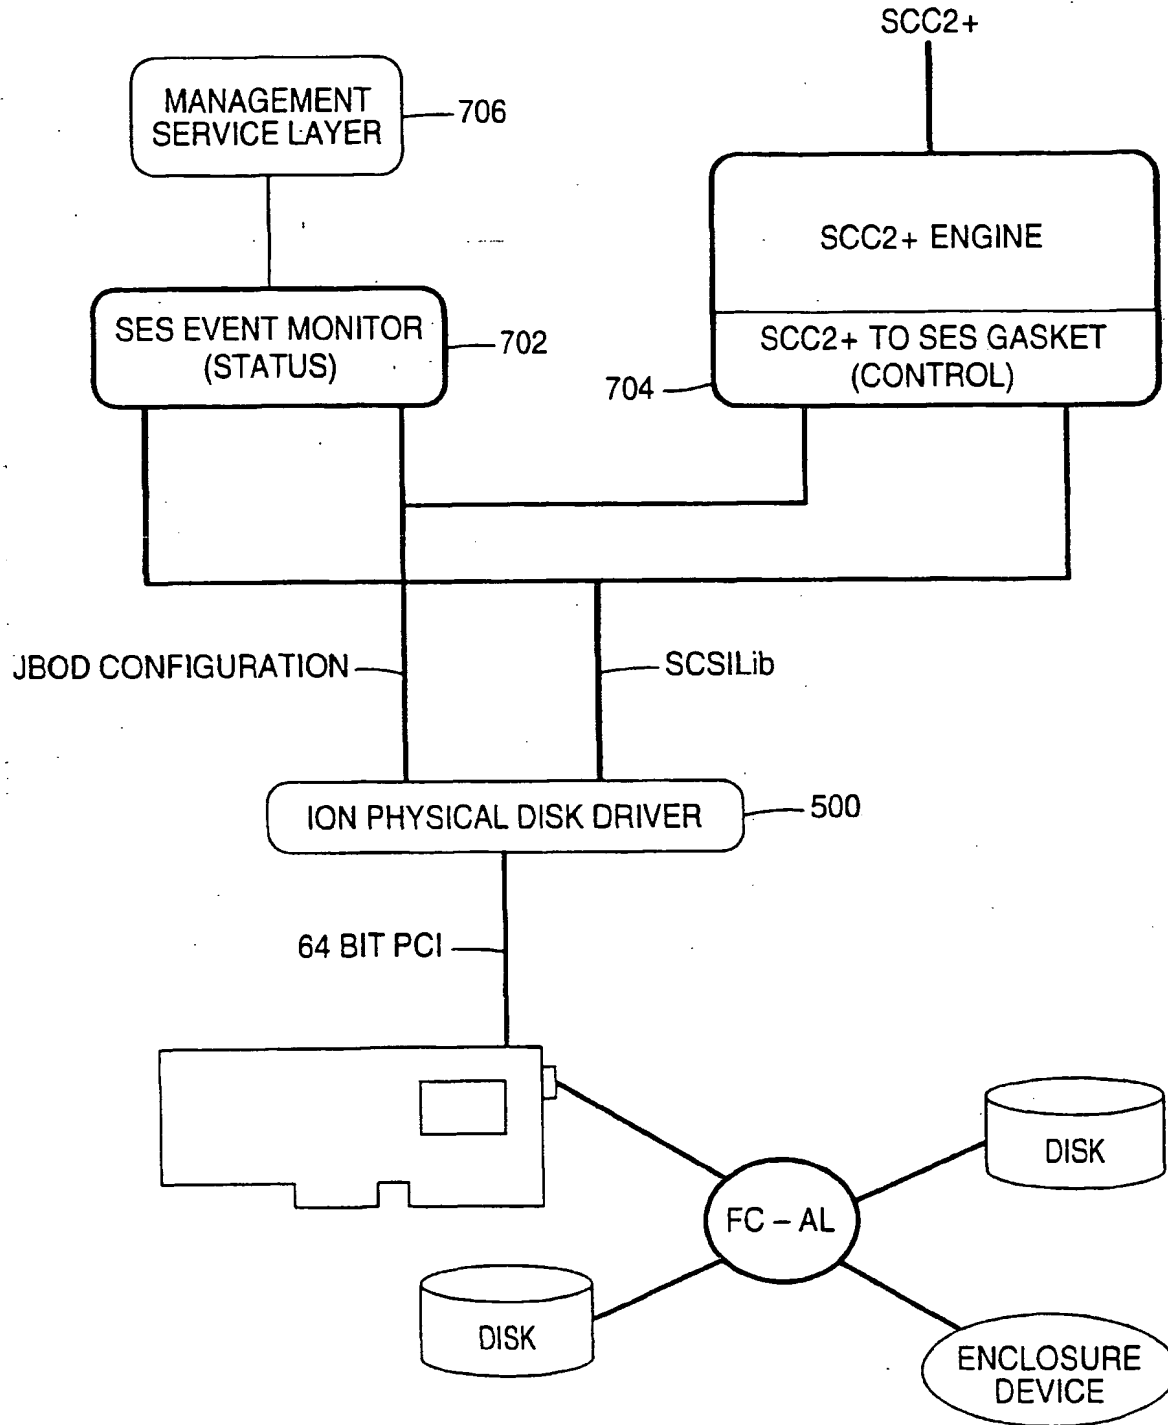 SCC2+
MANAGEMENT
SERVICE LAYER
706
SCC2+ ENGINE
SES EVENT MONITOR
(STATUS)
702
SCC2+ TO SES GASKET
(CONTROL)
704
JBOD CONFIGURATION
SCSILib
ION PHYSICAL DISK DRIVER
500
64 BIT PCI
DISK
FC – AL
DISK
ENCLOSURE
DEVICE